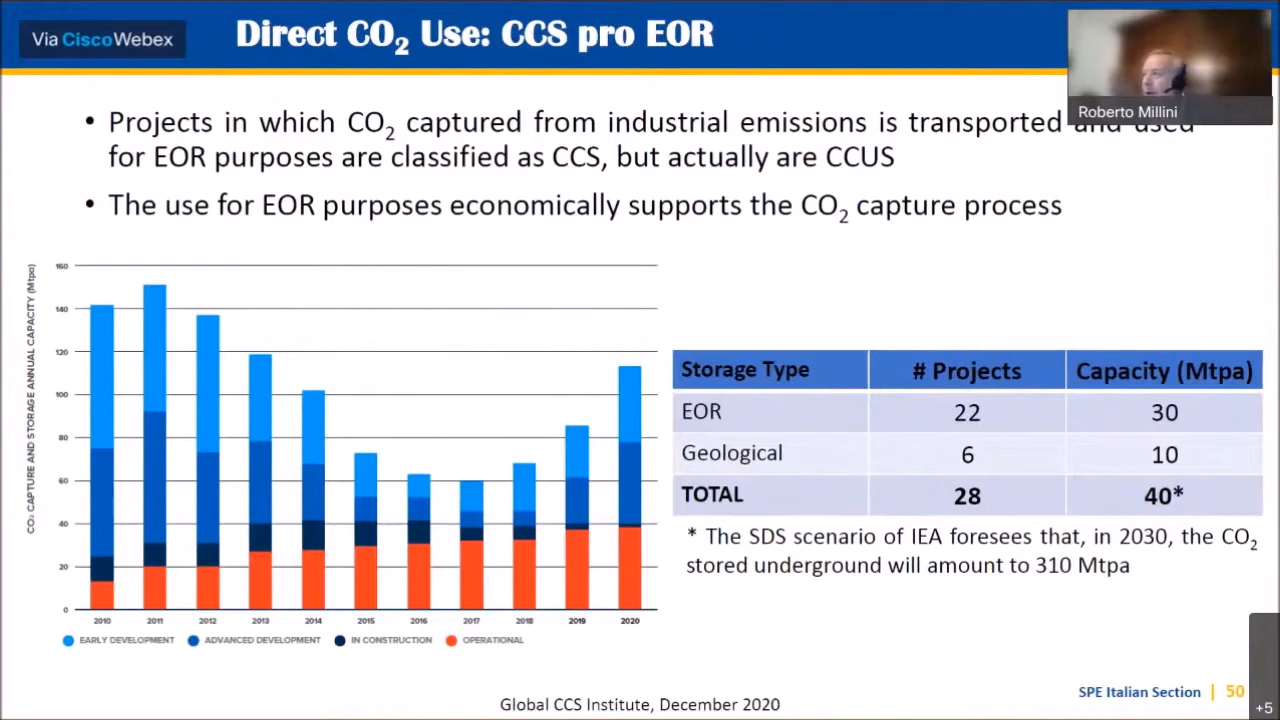 Via CiscoWebex
Direct CO₂ Use: CCS pro EOR
Roberto Millini
• Projects in which CO₂ captured from industrial emissions is transported and used
for EOR purposes are classified as CCS, but actually are CCUS
• The use for EOR purposes economically supports the CO₂ capture process
CO₂ CAPTURE AND STORAGE ANNUAL CAPACITY (Mtpa)
160
140
120
100
80
60
40
20
0
2010 2011 2012 2013 2014 2015 2016 2017 2018 2019 2020
EARLY DEVELOPMENT ADVANCED DEVELOPMENT IN CONSTRUCTION OPERATIONAL
Storage Type # Projects Capacity (Mtpa)
EOR 22 30
Geological 6 10
TOTAL 28 40*
* The SDS scenario of IEA foresees that, in 2030, the CO₂
stored underground will amount to 310 Mtpa
Global CCS Institute, December 2020
SPE Italian Section | 50
+5